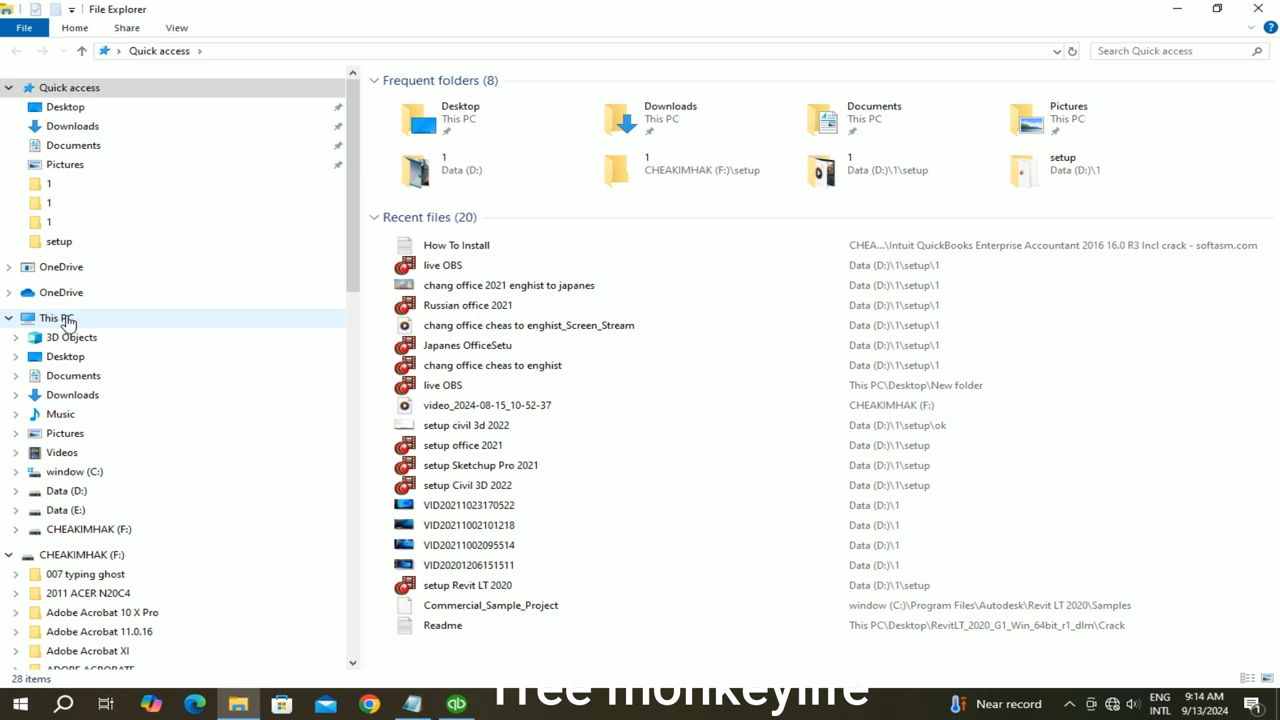 File Explorer
File Home Share View
Quick access
Search Quick access
Quick access
Desktop
Downloads
Documents
Pictures
1
1
1
setup
OneDrive
OneDrive
This PC
3D Objects
Desktop
Documents
Downloads
Music
Pictures
Videos
window (C:)
Data (D:)
Data (E:)
CHEAKIMHAK (F:)
CHEAKIMHAK (F:)
007 typing ghost
2011 ACER N20C4
Adobe Acrobat 10 X Pro
Adobe Acrobat 11.0.16
Adobe Acrobat XI
ADOBE ACROBATE
Frequent folders (8)
Desktop
This PC
Downloads
This PC
Documents
This PC
Pictures
This PC
1
Data (D:)
1
CHEAKIMHAK (F:)\setup
1
Data (D:)\1\setup
setup
Data (D:)\1
Recent files (20)
How To Install CHEA...\Intuit QuickBooks Enterprise Accountant 2016 16.0 R3 Incl crack - softasm.com
live OBS Data (D:)\1\setup\1
chang office 2021 enghist to japanes Data (D:)\1\setup\1
Russian office 2021 Data (D:)\1\setup\1
chang office cheas to enghist_Screen_Stream Data (D:)\1\setup\1
Japanes OfficeSetu Data (D:)\1\setup\1
chang office cheas to enghist Data (D:)\1\setup\1
live OBS This PC\Desktop\New folder
video_2024-08-15_10-52-37 CHEAKIMHAK (F:)
setup civil 3d 2022 Data (D:)\1\setup\ok
setup office 2021 Data (D:)\1\setup
setup Sketchup Pro 2021 Data (D:)\1\setup
setup Civil 3D 2022 Data (D:)\1\setup
VID20211023170522 Data (D:)\1
VID20211002101218 Data (D:)\1
VID20211002095514 Data (D:)\1
VID20201206151511 Data (D:)\1
setup Revit LT 2020 Data (D:)\1\setup
Commercial_Sample_Project window (C:)\Program Files\Autodesk\Revit LT 2020\Samples
Readme This PC\Desktop\RevitLT_2020_G1_Win_64bit_r1_dlm\Crack
28 items
free monkeylife
Near record
ENG
INTL
9:14 AM
9/13/2024